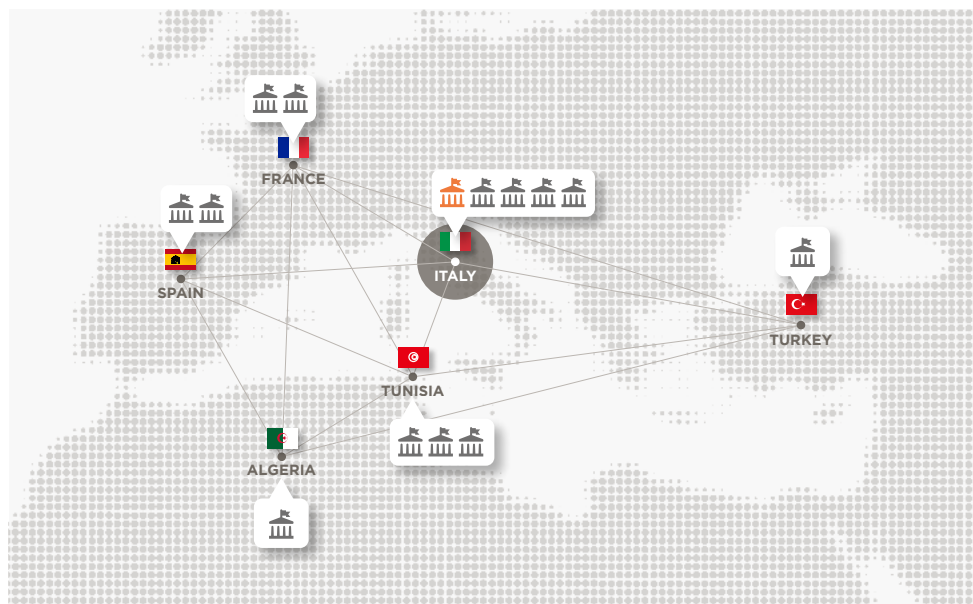 FRANCE
ITALY
SPAIN
TURKEY
TUNISIA
ALGERIA